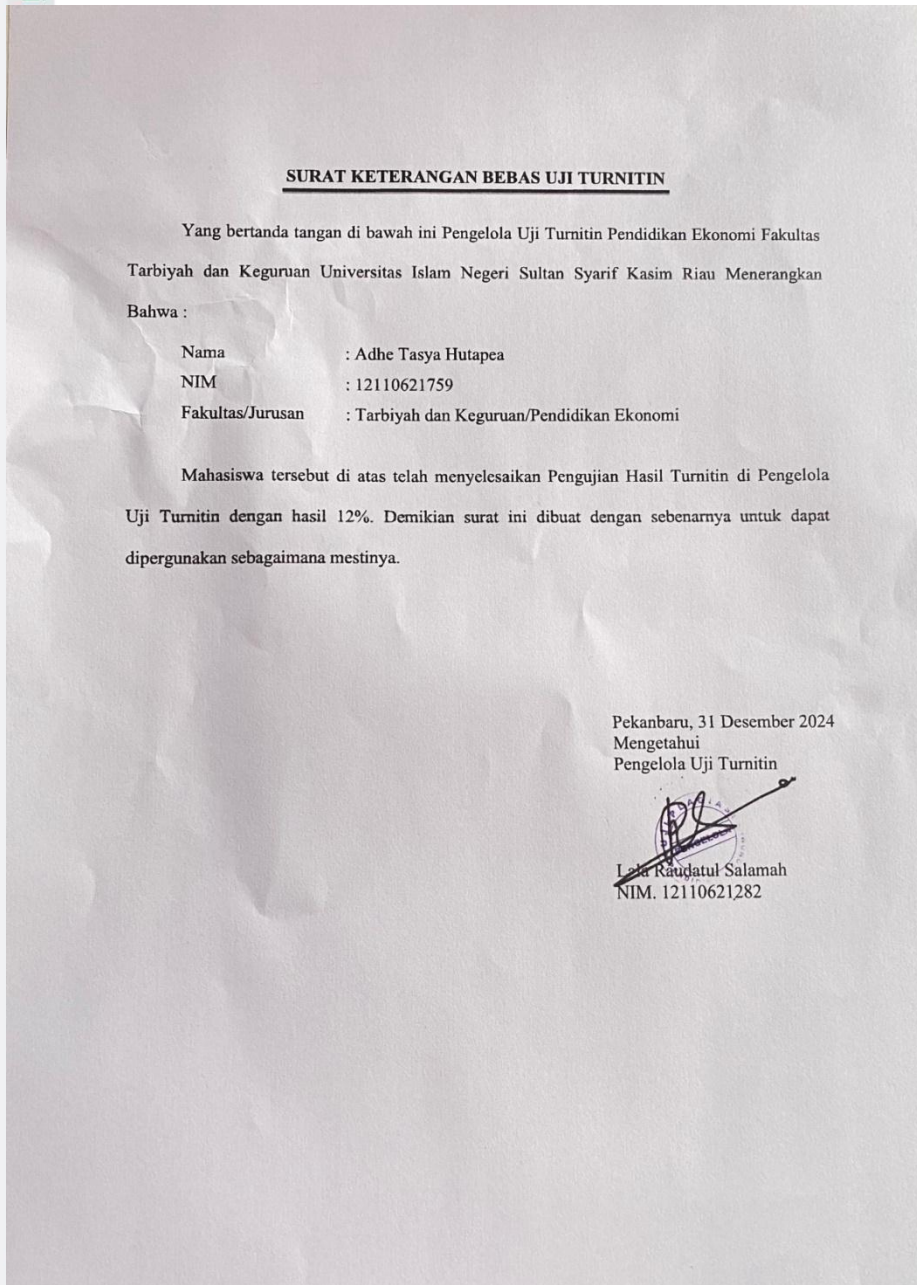 SURAT KETERANGAN BEBAS UJI TURNITIN
Yang bertanda tangan di bawah ini Pengelola Uji Turnitin Pendidikan Ekonomi Fakultas
Tarbiyah dan Keguruan Universitas Islam Negeri Sultan Syarif Kasim Riau Menerangkan
Bahwa :
Nama : Adhe Tasya Hutapea
NIM : 12110621759
Fakultas/Jurusan : Tarbiyah dan Keguruan/Pendidikan Ekonomi
Mahasiswa tersebut di atas telah menyelesaikan Pengujian Hasil Turnitin di Pengelola
Uji Turnitin dengan hasil 12%. Demikian surat ini dibuat dengan sebenarnya untuk dapat
dipergunakan sebagaimana mestinya.
Pekanbaru, 31 Desember 2024
Mengetahui
Pengelola Uji Turnitin
PENGELOLA
Lala Raudatul Salamah
NIM. 12110621282